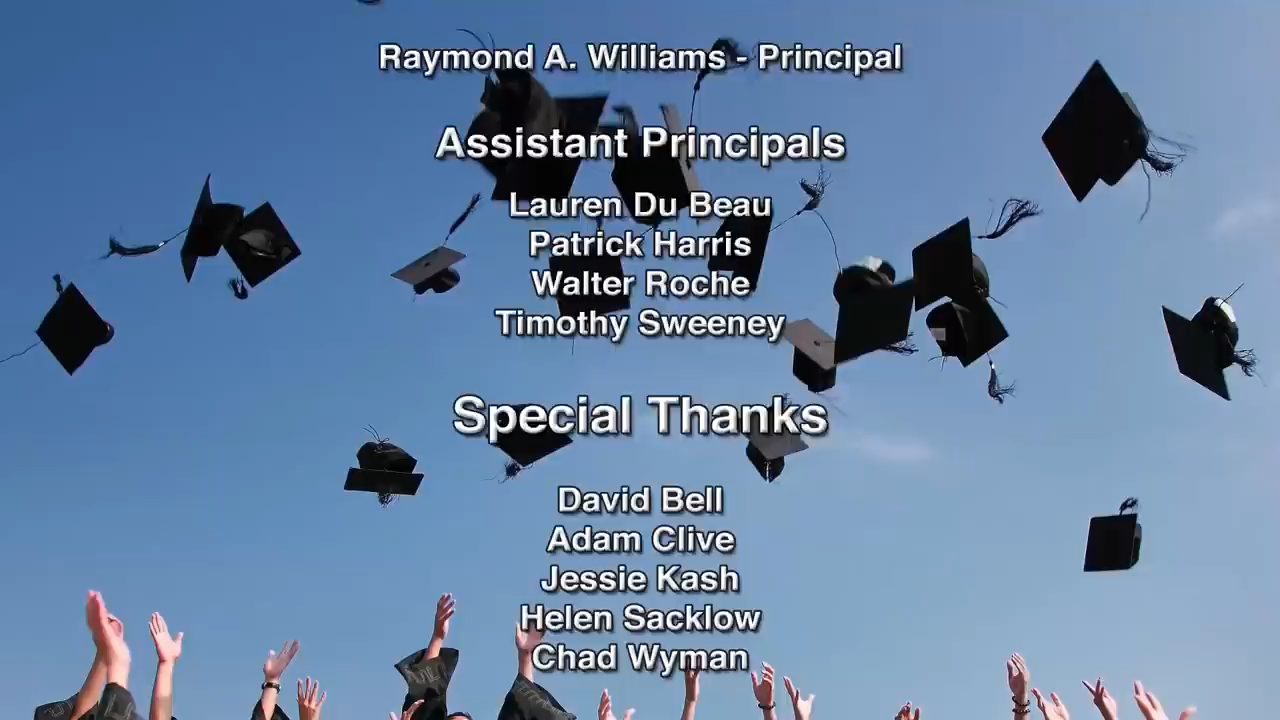 Raymond A. Williams - Principal
Assistant Principals
Lauren Du Beau
Patrick Harris
Walter Roche
Timothy Sweeney
Special Thanks
David Bell
Adam Clive
Jessie Kash
Helen Sacklow
Chad Wyman